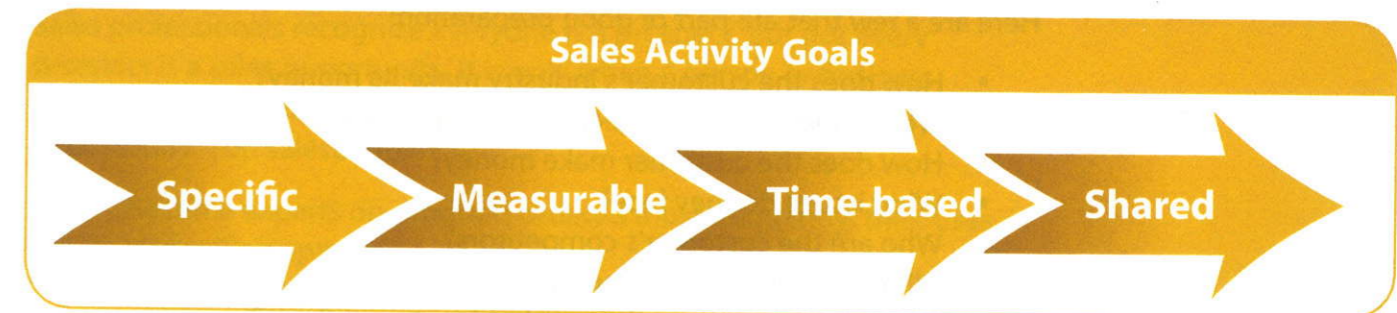 Sales Activity Goals
Specific
Measurable
Time-based
Shared